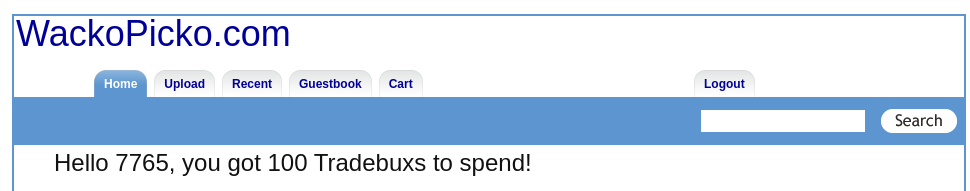 WackoPicko.com
Home Upload Recent Guestbook Cart Logout
Search
Hello 7765, you got 100 Tradebuxs to spend!